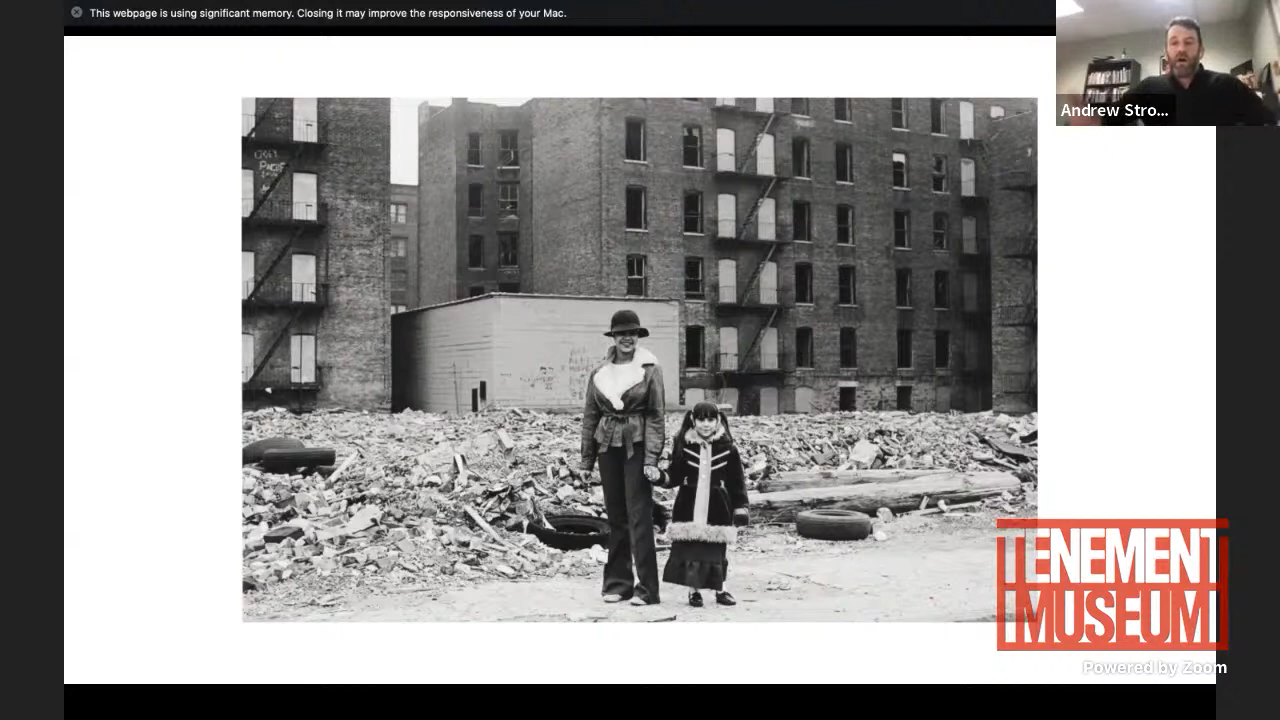 This webpage is using significant memory. Closing it may improve the responsiveness of your Mac.
Andrew Stro...
TENEMENT
MUSEUM
Powered by Zoom